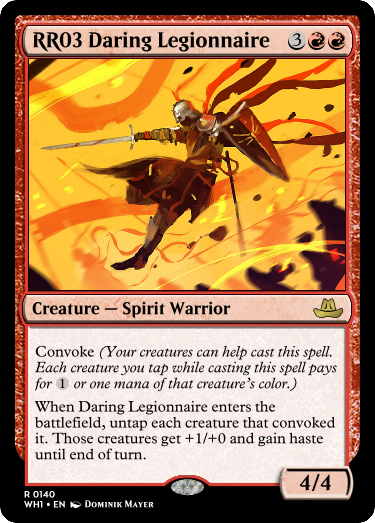 RR03 Daring Legionnaire 3
Creature — Spirit Warrior
Convoke (Your creatures can help cast this spell.
Each creature you tap while casting this spell pays
for 1 or one mana of that creature's color.)
When Daring Legionnaire enters the
battlefield, untap each creature that convoked
it. Those creatures get +1/+0 and gain haste
until end of turn.
4/4
R 0140
WH1 • EN Dominik Mayer